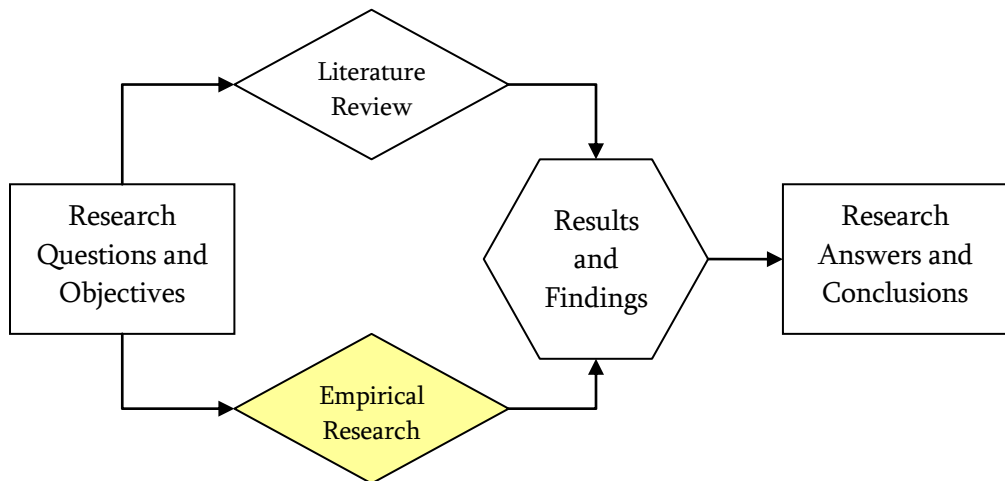 Literature
Review
Research
Questions and
Objectives
Results
and
Findings
Research
Answers and
Conclusions
Empirical
Research